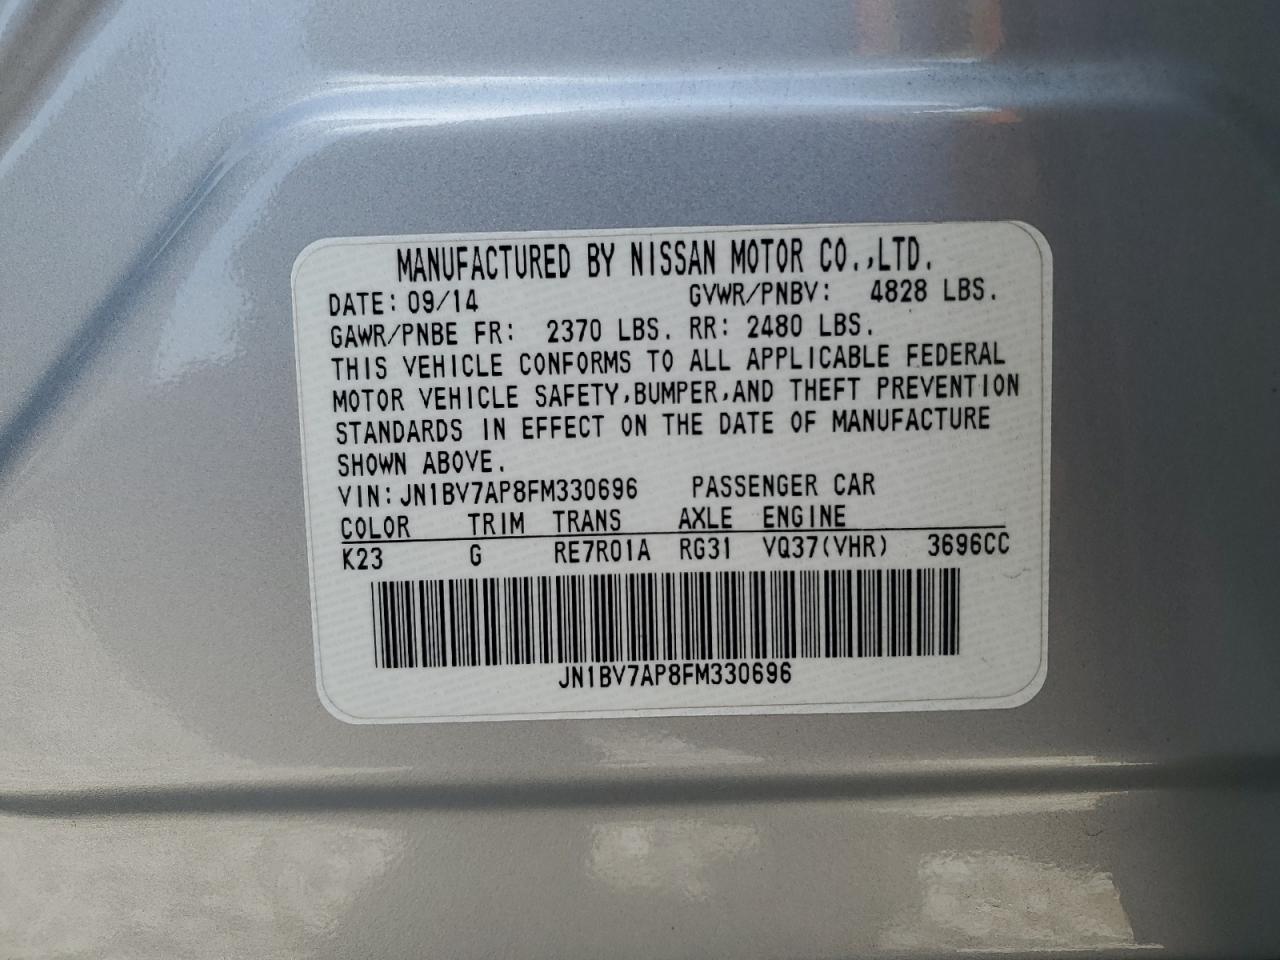 MANUFACTURED BY NISSAN MOTOR CO.,LTD.
DATE: 09/14 GVWR/PNBV: 4828 LBS.
GAWR/PNBE FR: 2370 LBS. RR: 2480 LBS.
THIS VEHICLE CONFORMS TO ALL APPLICABLE FEDERAL
MOTOR VEHICLE SAFETY,BUMPER,AND THEFT PREVENTION
STANDARDS IN EFFECT ON THE DATE OF MANUFACTURE
SHOWN ABOVE.
VIN: JN1BV7AP8FM330696 PASSENGER CAR
COLOR TRIM TRANS AXLE ENGINE
K23 G RE7R01A RG31 VQ37(VHR) 3696CC
JN1BV7AP8FM330696